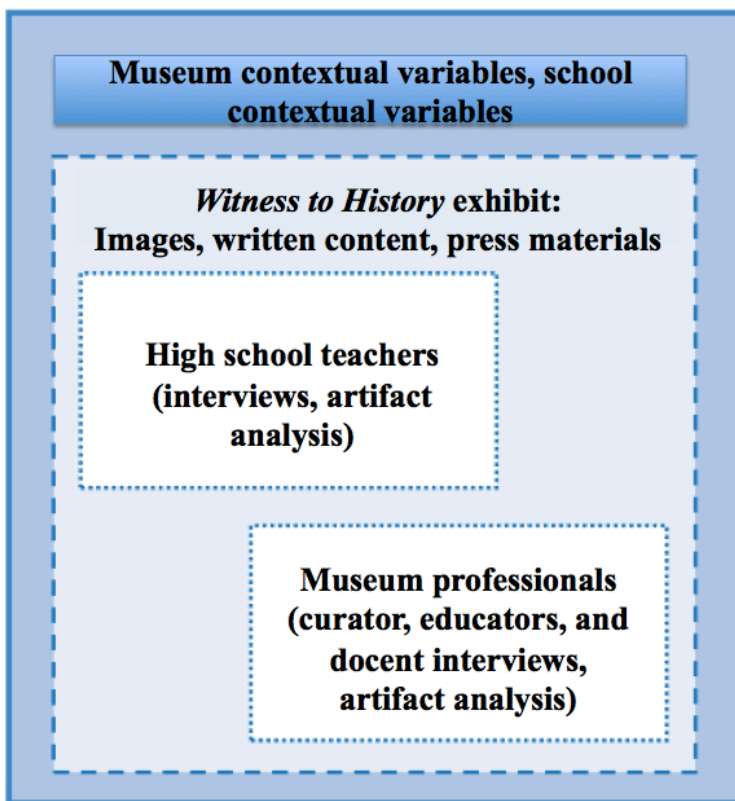 Museum contextual variables, school
contextual variables
Witness to History exhibit:
Images, written content, press materials
High school teachers
(interviews, artifact
analysis)
Museum professionals
(curator, educators, and
docent interviews,
artifact analysis)